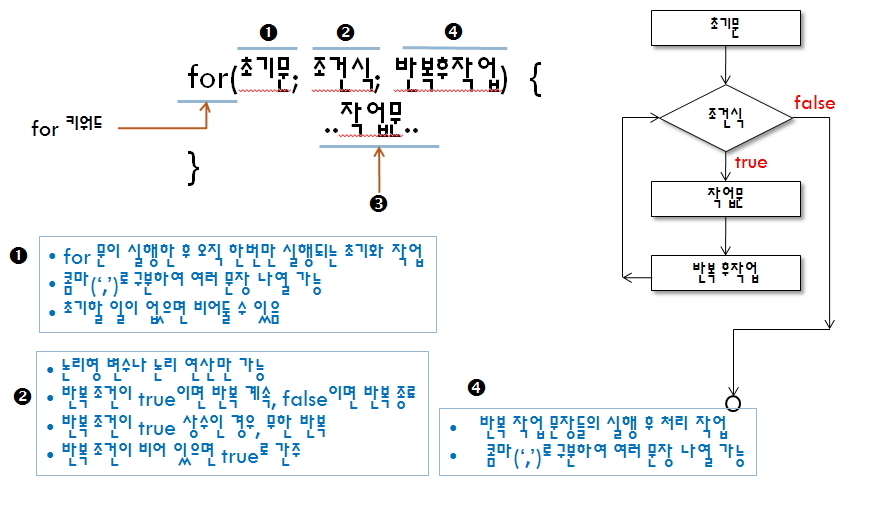 ❶ ❷ ❹
for(초기문; 조건식; 반복후작업) {
..작업문..
for 키워드
}
❸
❶
• for 문이 실행한 후 오직 한번만 실행되는 초기화 작업
• 콤마(‘,’)로 구분하여 여러 문장 나열 가능
• 초기할 일이 없으면 비어둘 수 있음
❷
• 논리형 변수나 논리 연산만 가능
• 반복 조건이 true이면 반복 계속, false이면 반복 종료
• 반복 조건이 true 상수인 경우, 무한 반복
• 반복 조건이 비어 있으면 true로 간주
❹
• 반복 작업 문장들의 실행 후 처리 작업
• 콤마(‘,’)로 구분하여 여러 문장 나열 가능
초기문
조건식
false
true
작업문
반복 후작업